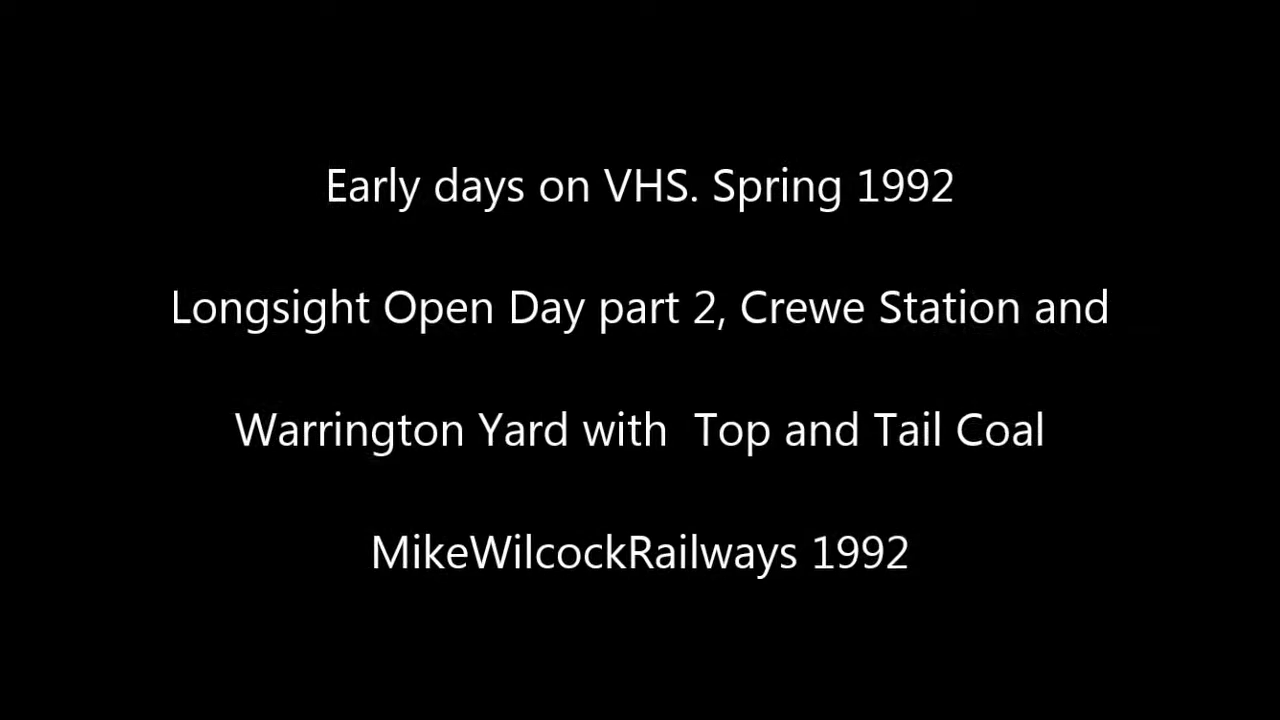 Early days on VHS. Spring 1992
Longsight Open Day part 2, Crewe Station and
Warrington Yard with  Top and Tail Coal
MikeWilcockRailways 1992